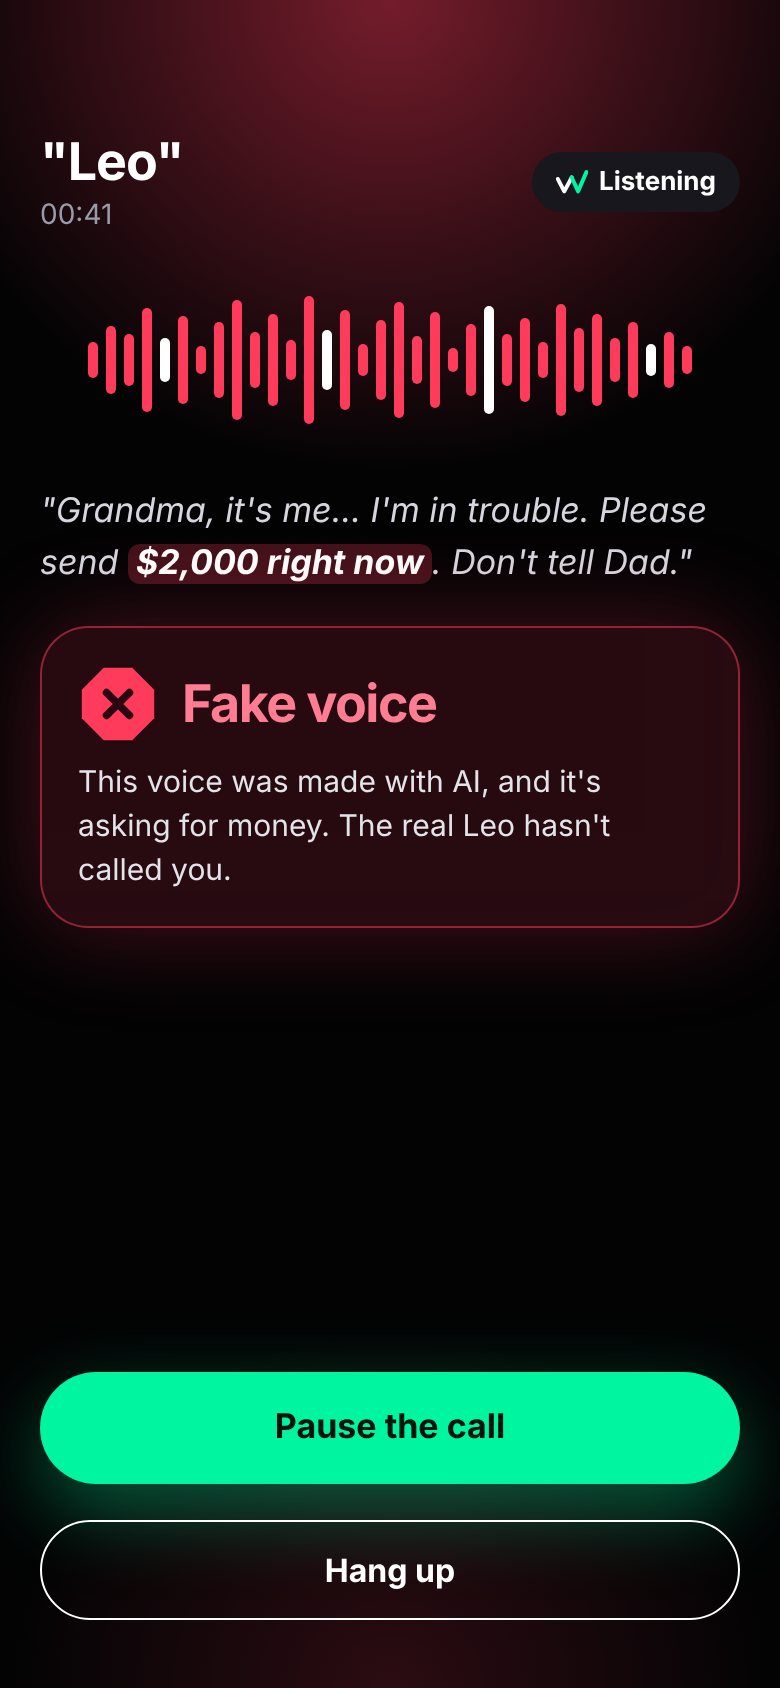 "Leo"
00:41
Listening
"Grandma, it's me... I'm in trouble. Please
send $2,000 right now. Don't tell Dad."
Fake voice
This voice was made with AI, and it's
asking for money. The real Leo hasn't
called you.
Pause the call
Hang up